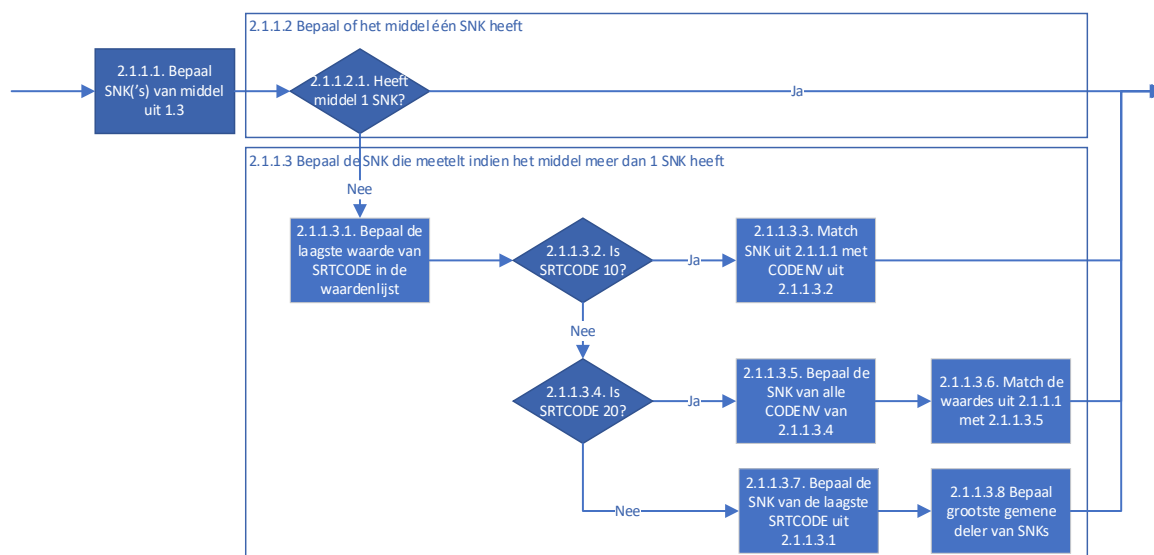 2.1.1.2 Bepaal of het middel één SNK heeft
2.1.1.1. Bepaal
SNK('s) van middel
uit 1.3
2.1.1.2.1. Heeft
middel 1 SNK?
Ja
2.1.1.3 Bepaal de SNK die meetelt indien het middel meer dan 1 SNK heeft
Nee
2.1.1.3.1. Bepaal de
laagste waarde van
SRTCODE in de
waardenlijst
2.1.1.3.2. Is
SRTCODE 10?
Ja
2.1.1.3.3. Match
SNK uit 2.1.1.1 met
CODENV uit
2.1.1.3.2
Nee
2.1.1.3.4. Is
SRTCODE 20?
Ja
2.1.1.3.5. Bepaal de
SNK van alle
CODENV van
2.1.1.3.4
2.1.1.3.6. Match de
waardes uit 2.1.1.1
met 2.1.1.3.5
Nee
2.1.1.3.7. Bepaal de
SNK van de laagste
SRTCODE uit
2.1.1.3.1
2.1.1.3.8 Bepaal
grootste gemene
deler van SNKs